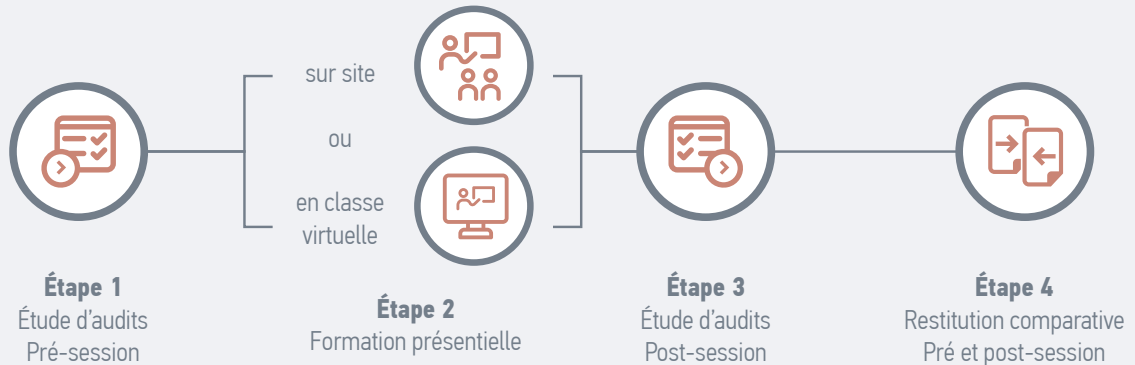 sur site
ou
en classe
virtuelle
Étape 1
Étude d’audits
Pré-session
Étape 2
Formation présentielle
Étape 3
Étude d’audits
Post-session
Étape 4
Restitution comparative
Pré et post-session